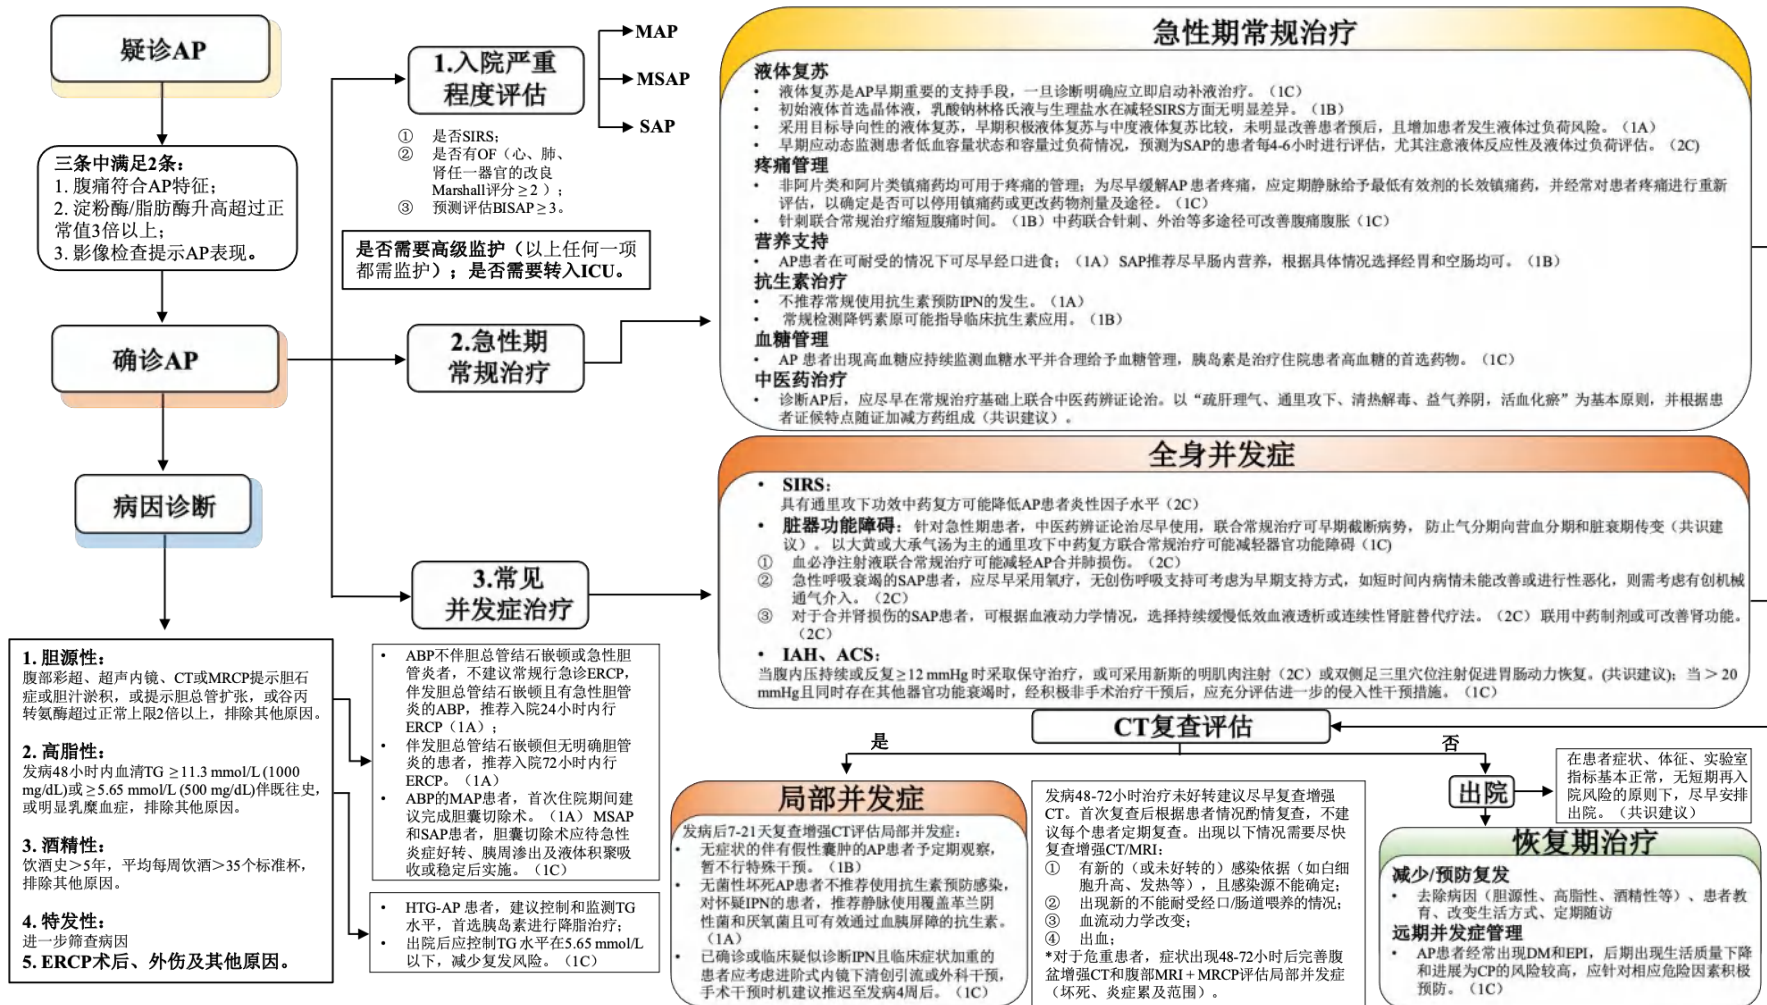 疑诊AP
三条中满足2条：
1. 腹痛符合AP特征；
2. 淀粉酶/脂肪酶升高超过正
常值3倍以上；
3. 影像检查提示AP表现。
确诊AP
病因诊断
1. 胆源性：
腹部彩超、超声内镜、CT或MRCP提示胆石
症或胆汁淤积，或提示胆总管扩张，或谷丙
转氨酶超过正常上限2倍以上，排除其他原因。
2. 高脂性：
发病48小时内血清TG ≥11.3 mmol/L (1000
mg/dL)或≥5.65 mmol/L (500 mg/dL)伴既往史，
或明显乳糜血症，排除其他原因。
3. 酒精性：
饮酒史＞5年，平均每周饮酒＞35个标准杯，
排除其他原因。
4. 特发性：
进一步筛查病因
5. ERCP术后、外伤及其他原因。
1.入院严重
程度评估
MAP
MSAP
SAP
① 是否SIRS；
② 是否有OF（心、肺、
肾任一器官的改良
Marshall评分≥2 ）；
③ 预测评估BISAP≥3。
是否需要高级监护（以上任何一项
都需监护）；是否需要转入ICU。
2.急性期
常规治疗
3.常见
并发症治疗
• ABP不伴胆总管结石嵌顿或急性胆
管炎者，不建议常规行急诊ERCP，
伴发胆总管结石嵌顿且有急性胆管
炎的ABP，推荐入院24小时内行
ERCP（1A）；
• 伴发胆总管结石嵌顿但无明确胆管
炎的患者，推荐入院72小时内行
ERCP。（1A）
• ABP的MAP患者，首次住院期间建
议完成胆囊切除术。（1A） MSAP
和SAP患者，胆囊切除术应待急性
炎症好转、胰周渗出及液体积聚吸
收或稳定后实施。（1C）
• HTG-AP 患者，建议控制和监测TG
水平，首选胰岛素进行降脂治疗；
• 出院后应控制TG 水平在5.65 mmol/L
以下，减少复发风险。（1C）
急性期常规治疗
液体复苏
• 液体复苏是AP早期重要的支持手段，一旦诊断明确应立即启动补液治疗。（1C）
• 初始液体首选晶体液，乳酸钠林格氏液与生理盐水在减轻SIRS方面无明显差异。（1B）
• 采用目标导向性的液体复苏，早期积极液体复苏与中度液体复苏比较，未明显改善患者预后，且增加患者发生液体过负荷风险。（1A）
• 早期应动态监测患者低血容量状态和容量过负荷情况，预测为SAP的患者每4-6小时进行评估，尤其注意液体反应性及液体过负荷评估。（2C)
疼痛管理
• 非阿片类和阿片类镇痛药均可用于疼痛的管理；为尽早缓解AP 患者疼痛，应定期静脉给予最低有效剂的长效镇痛药，并经常对患者疼痛进行重新
评估，以确定是否可以停用镇痛药或更改药物剂量及途径。（1C）
• 针刺联合常规治疗缩短腹痛时间。（1B）中药联合针刺、外治等多途径可改善腹痛腹胀（1C）
营养支持
• AP患者在可耐受的情况下可尽早经口进食；（1A） SAP推荐尽早肠内营养，根据具体情况选择经胃和空肠均可。（1B）
抗生素治疗
• 不推荐常规使用抗生素预防IPN的发生。（1A）
• 常规检测降钙素原可能指导临床抗生素应用。（1B）
血糖管理
• AP 患者出现高血糖应持续监测血糖水平并合理给予血糖管理，胰岛素是治疗住院患者高血糖的首选药物。（1C）
中医药治疗
• 诊断AP后，应尽早在常规治疗基础上联合中医药辨证论治。以“疏肝理气、通里攻下、清热解毒、益气养阴，活血化瘀”为基本原则，并根据患
者证候特点随证加减方药组成（共识建议）。
全身并发症
• SIRS：
具有通里攻下功效中药复方可能降低AP患者炎性因子水平（2C）
• 脏器功能障碍：针对急性期患者，中医药辨证论治尽早使用，联合常规治疗可早期截断病势， 防止气分期向营血分期和脏衰期传变（共识建
议）。 以大黄或大承气汤为主的通里攻下中药复方联合常规治疗可能减轻器官功能障碍（1C)
① 血必净注射液联合常规治疗可能减轻AP合并肺损伤。（2C）
② 急性呼吸衰竭的SAP患者，应尽早采用氧疗，无创伤呼吸支持可考虑为早期支持方式，如短时间内病情未能改善或进行性恶化，则需考虑有创机械
通气介入。（2C）
③ 对于合并肾损伤的SAP患者，可根据血液动力学情况，选择持续缓慢低效血液透析或连续性肾脏替代疗法。（2C） 联用中药制剂或可改善肾功能。
（2C）
• IAH、ACS：
当腹内压持续或反复≥12 mmHg 时采取保守治疗，或可采用新斯的明肌肉注射（2C）或双侧足三里穴位注射促进胃肠动力恢复。(共识建议)；当＞20
mmHg且同时存在其他器官功能衰竭时，经积极非手术治疗干预后，应充分评估进一步的侵入性干预措施。（1C）
CT复查评估
是
否
局部并发症
发病后7-21天复查增强CT评估局部并发症：
• 无症状的伴有假性囊肿的AP患者予定期观察，
暂不行特殊干预。（1B）
• 无菌性坏死AP患者不推荐使用抗生素预防感染，
对怀疑IPN的患者，推荐静脉使用覆盖革兰阴
性菌和厌氧菌且可有效通过血胰屏障的抗生素。
（1A）
• 已确诊或临床疑似诊断IPN且临床症状加重的
患者应考虑进阶式内镜下清创引流或外科干预，
手术干预时机建议推迟至发病4周后。（1C）
发病48-72小时治疗未好转建议尽早复查增强
CT。首次复查后根据患者情况酌情复查，不建
议每个患者定期复查。出现以下情况需要尽快
复查增强CT/MRI：
① 有新的（或未好转的）感染依据（如白细
胞升高、发热等），且感染源不能确定；
② 出现新的不能耐受经口/肠道喂养的情况；
③ 血流动力学改变；
④ 出血；
*对于危重患者，症状出现48-72小时后完善腹
盆增强CT和腹部MRI＋MRCP评估局部并发症
（坏死、炎症累及范围）。
出院
在患者症状、体征、实验室
指标基本正常，无短期再入
院风险的原则下，尽早安排
出院。（共识建议）
恢复期治疗
减少/预防复发
• 去除病因（胆源性、高脂性、酒精性等）、患者教
育、改变生活方式、定期随访
远期并发症管理
• AP患者经常出现DM和EPI，后期出现生活质量下降
和进展为CP的风险较高，应针对相应危险因素积极
预防。（1C）